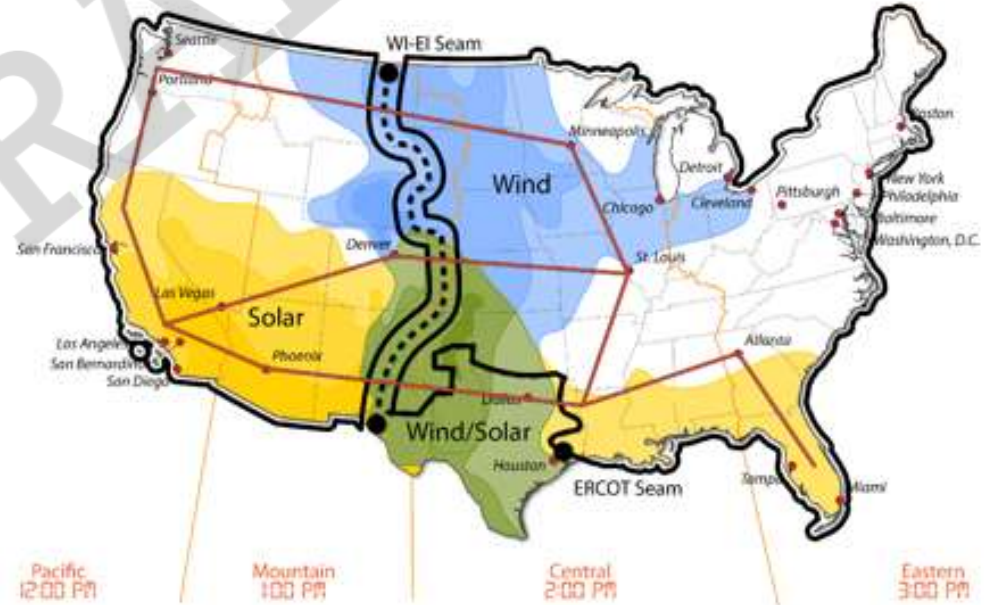 DRAFT
WI-EI Seam
Seattle
Portland
Minneapolis
Boston
Detroit
Wind
New York
Pittsburgh
Philadelphia
Chicago
Cleveland
Baltimore
Washington, D.C.
San Francisco
Denver
St. Louis
Las Vegas
Solar
Los Angeles
Phoenix
Atlanta
San Bernardino
San Diego
Dallas
Wind/Solar
Houston
ERCOT Seam
Tampa
Miami
Pacific
12:00 PM
Mountain
1:00 PM
Central
2:00 PM
Eastern
3:00 PM